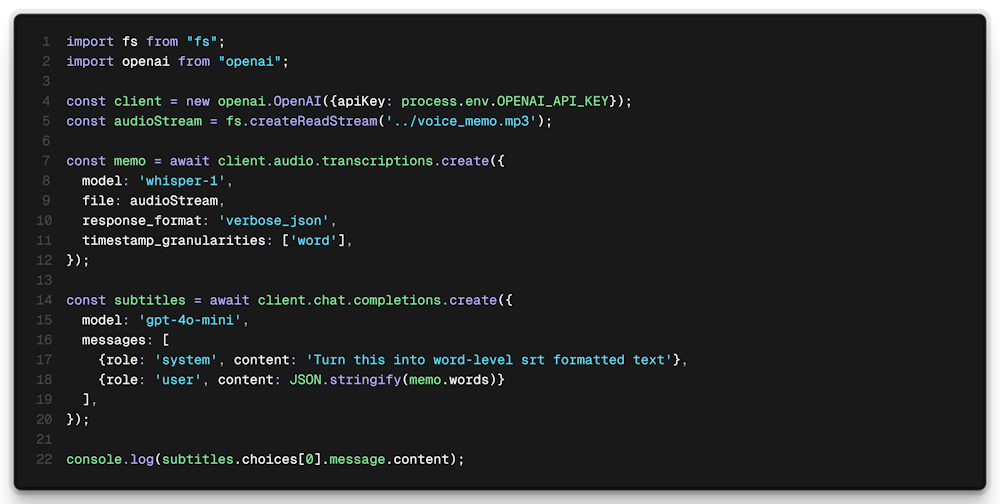 1 import fs from "fs";
2 import openai from "openai";
3
4 const client = new openai.OpenAI({apiKey: process.env.OPENAI_API_KEY});
5 const audioStream = fs.createReadStream('../voice_memo.mp3');
6
7 const memo = await client.audio.transcriptions.create({
8   model: 'whisper-1',
9   file: audioStream,
10   response_format: 'verbose_json',
11   timestamp_granularities: ['word'],
12 });
13
14 const subtitles = await client.chat.completions.create({
15   model: 'gpt-4o-mini',
16   messages: [
17     {role: 'system', content: 'Turn this into word-level srt formatted text'},
18     {role: 'user', content: JSON.stringify(memo.words)}
19   ],
20 });
21
22 console.log(subtitles.choices[0].message.content);